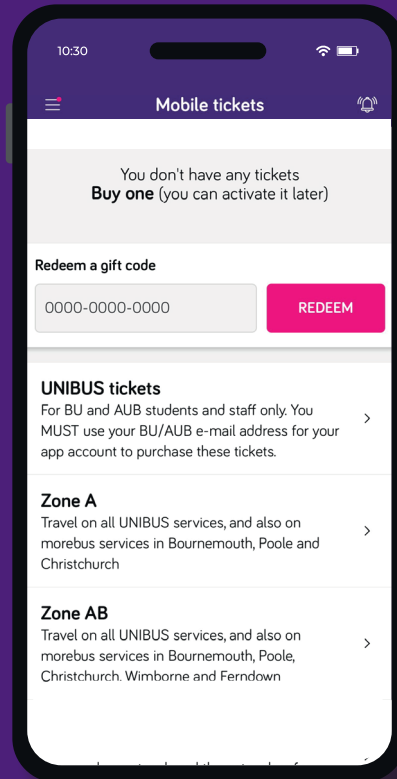 10:30
Mobile tickets
You don't have any tickets
Buy one (you can activate it later)
Redeem a gift code
0000-0000-0000
REDEEM
UNIBUS tickets
For BU and AUB students and staff only. You
MUST use your BU/AUB e-mail address for your
app account to purchase these tickets.
Zone A
Travel on all UNIBUS services, and also on
morebus services in Bournemouth, Poole and
Christchurch
Zone AB
Travel on all UNIBUS services, and also on
morebus services in Bournemouth, Poole,
Christchurch, Wimborne and Ferndown